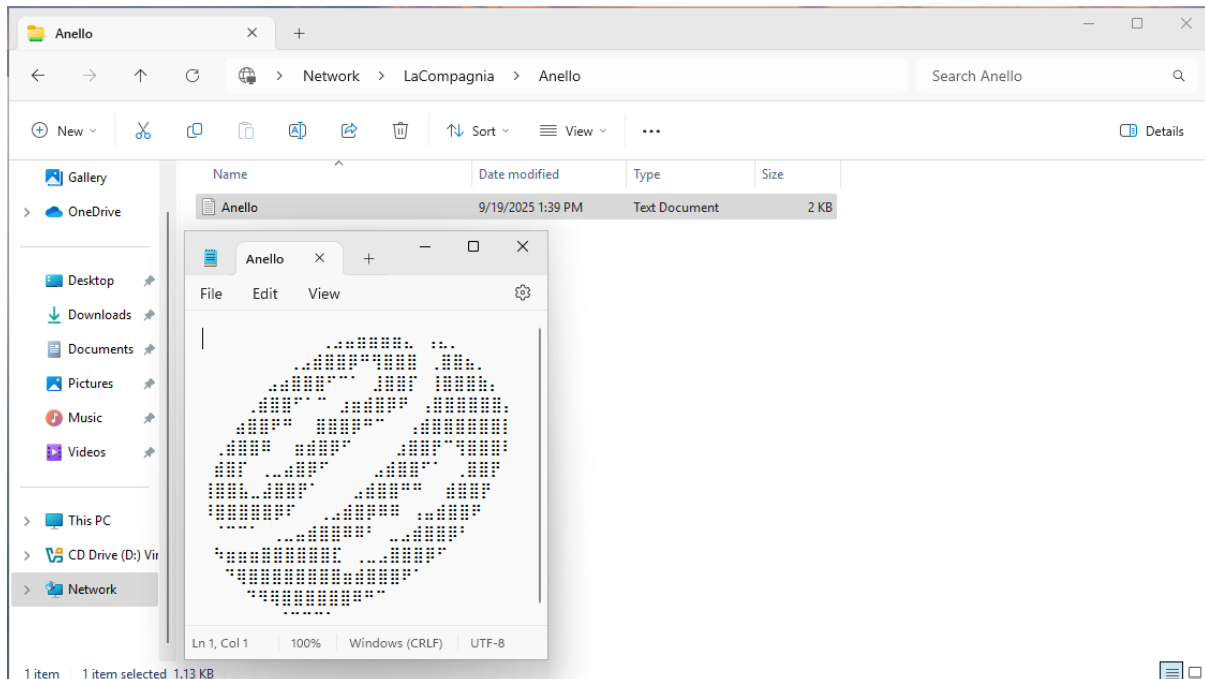 Anello
Network > LaCompagnia > Anello
Search Anello
New
Sort
View
Details
Gallery
OneDrive
Desktop
Downloads
Documents
Pictures
Music
Videos
This PC
CD Drive (D:) Vir
Network
Name Date modified Type Size
Anello 9/19/2025 1:39 PM Text Document 2 KB
Anello
File Edit View
Ln 1, Col 1 100% Windows (CRLF) UTF-8
1 item 1 item selected 1.13 KB